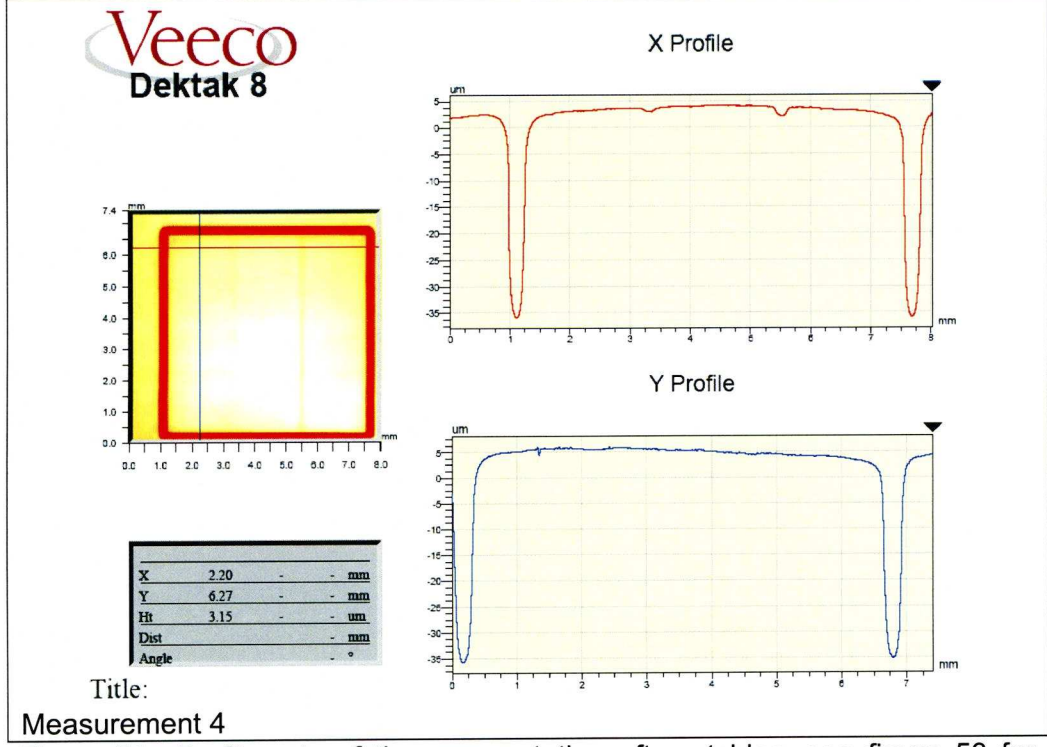 Veeco
Dektak 8
X Profile
um
5
0
-5
-10
-15
-20
-25
-30
-35
0 1 2 3 4 5 6 7 8
mm
mm
7.4
6.0
5.0
4.0
3.0
2.0
1.0
0.0
mm
0.0 1.0 2.0 3.0 4.0 5.0 6.0 7.0 8.0
Y Profile
um
5
0
-5
-10
-15
-20
-25
-30
-35
0 1 2 3 4 5 6 7
mm
X 2.20 - - mm
Y 6.27 - - mm
Ht 3.15 - - um
Dist - mm
Angle - °
Title:
Measurement 4